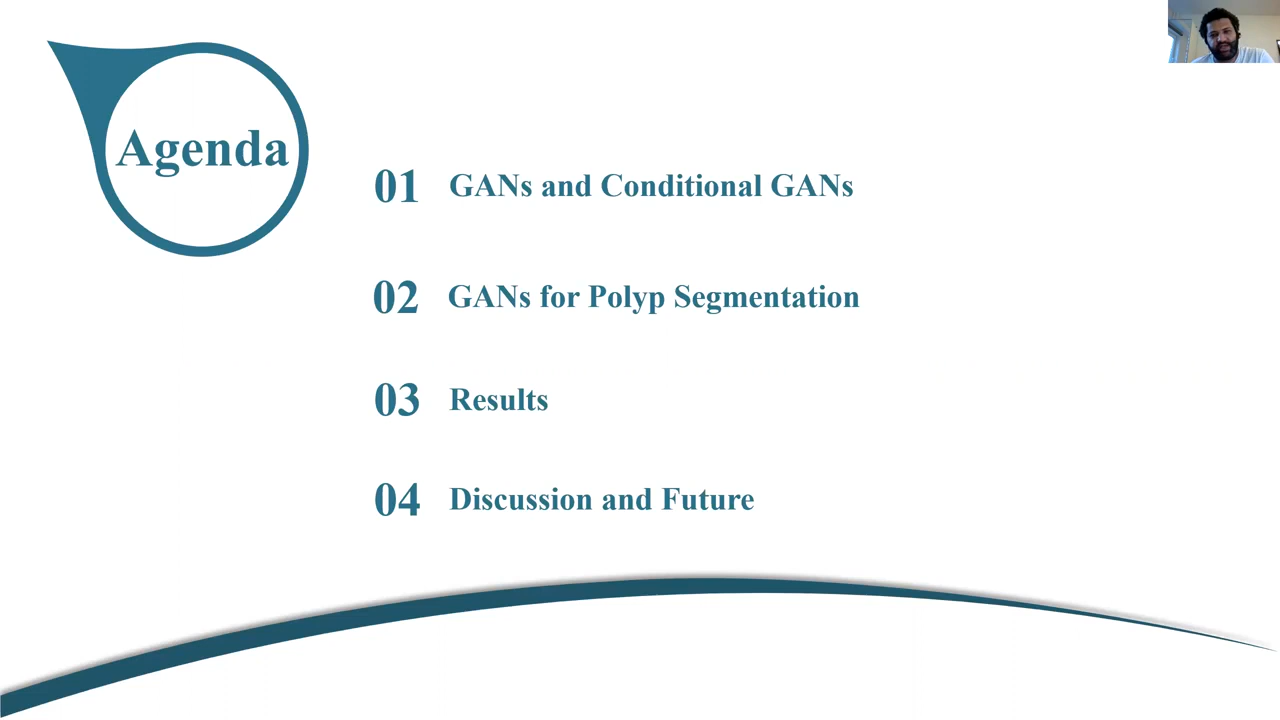 Agenda
01 GANs and Conditional GANs
02 GANs for Polyp Segmentation
03 Results
04 Discussion and Future